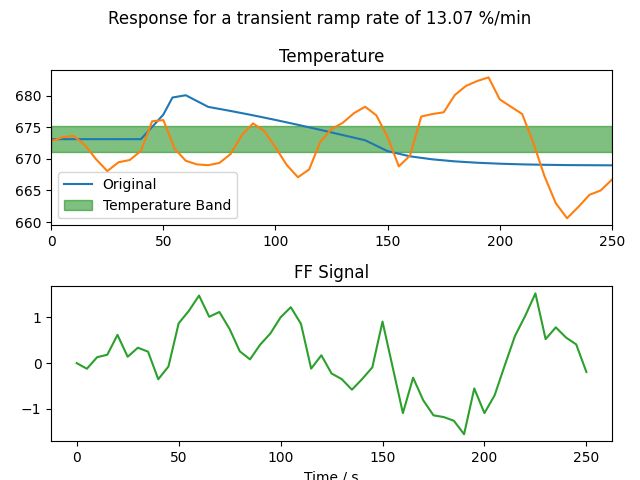 Response for a transient ramp rate of 13.07 %/min
Temperature
680
675
670
665
660
Original
Temperature Band
0 50 100 150 200 250
FF Signal
1
0
−1
0 50 100 150 200 250
Time / s